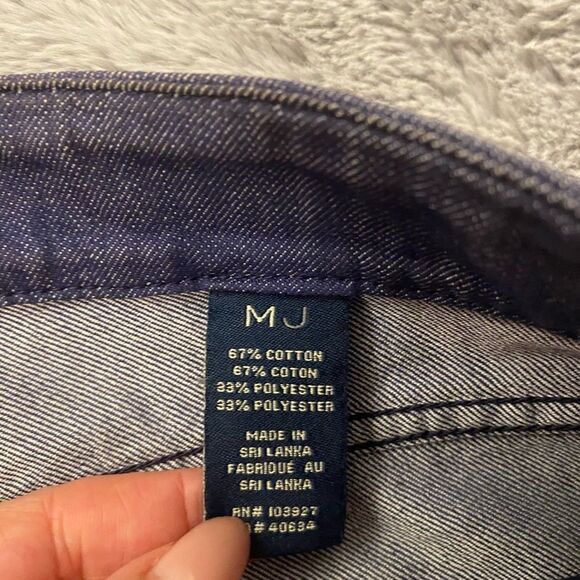 MJ
67% COTTON
67% COTON
33% POLYESTER
33% POLYESTER
MADE IN
SRI LANKA
FABRIQUÉ AU
SRI LANKA
RN# 103927
# 40634